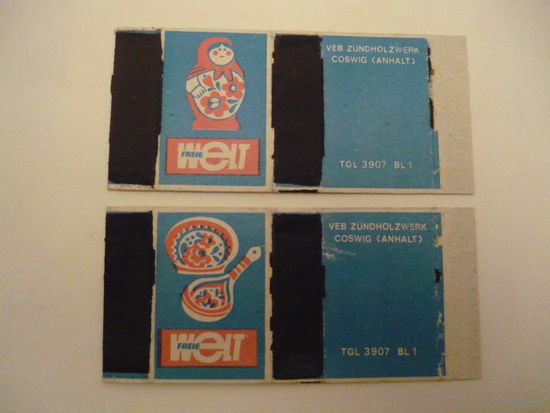 VEB ZÜNDHOLZWERK
COSWIG (ANHALT)
FREIE
WELT
TGL 3907 BL 1
VEB ZÜNDHOLZWERK
COSWIG (ANHALT)
FREIE
WELT
TGL 3907 BL 1